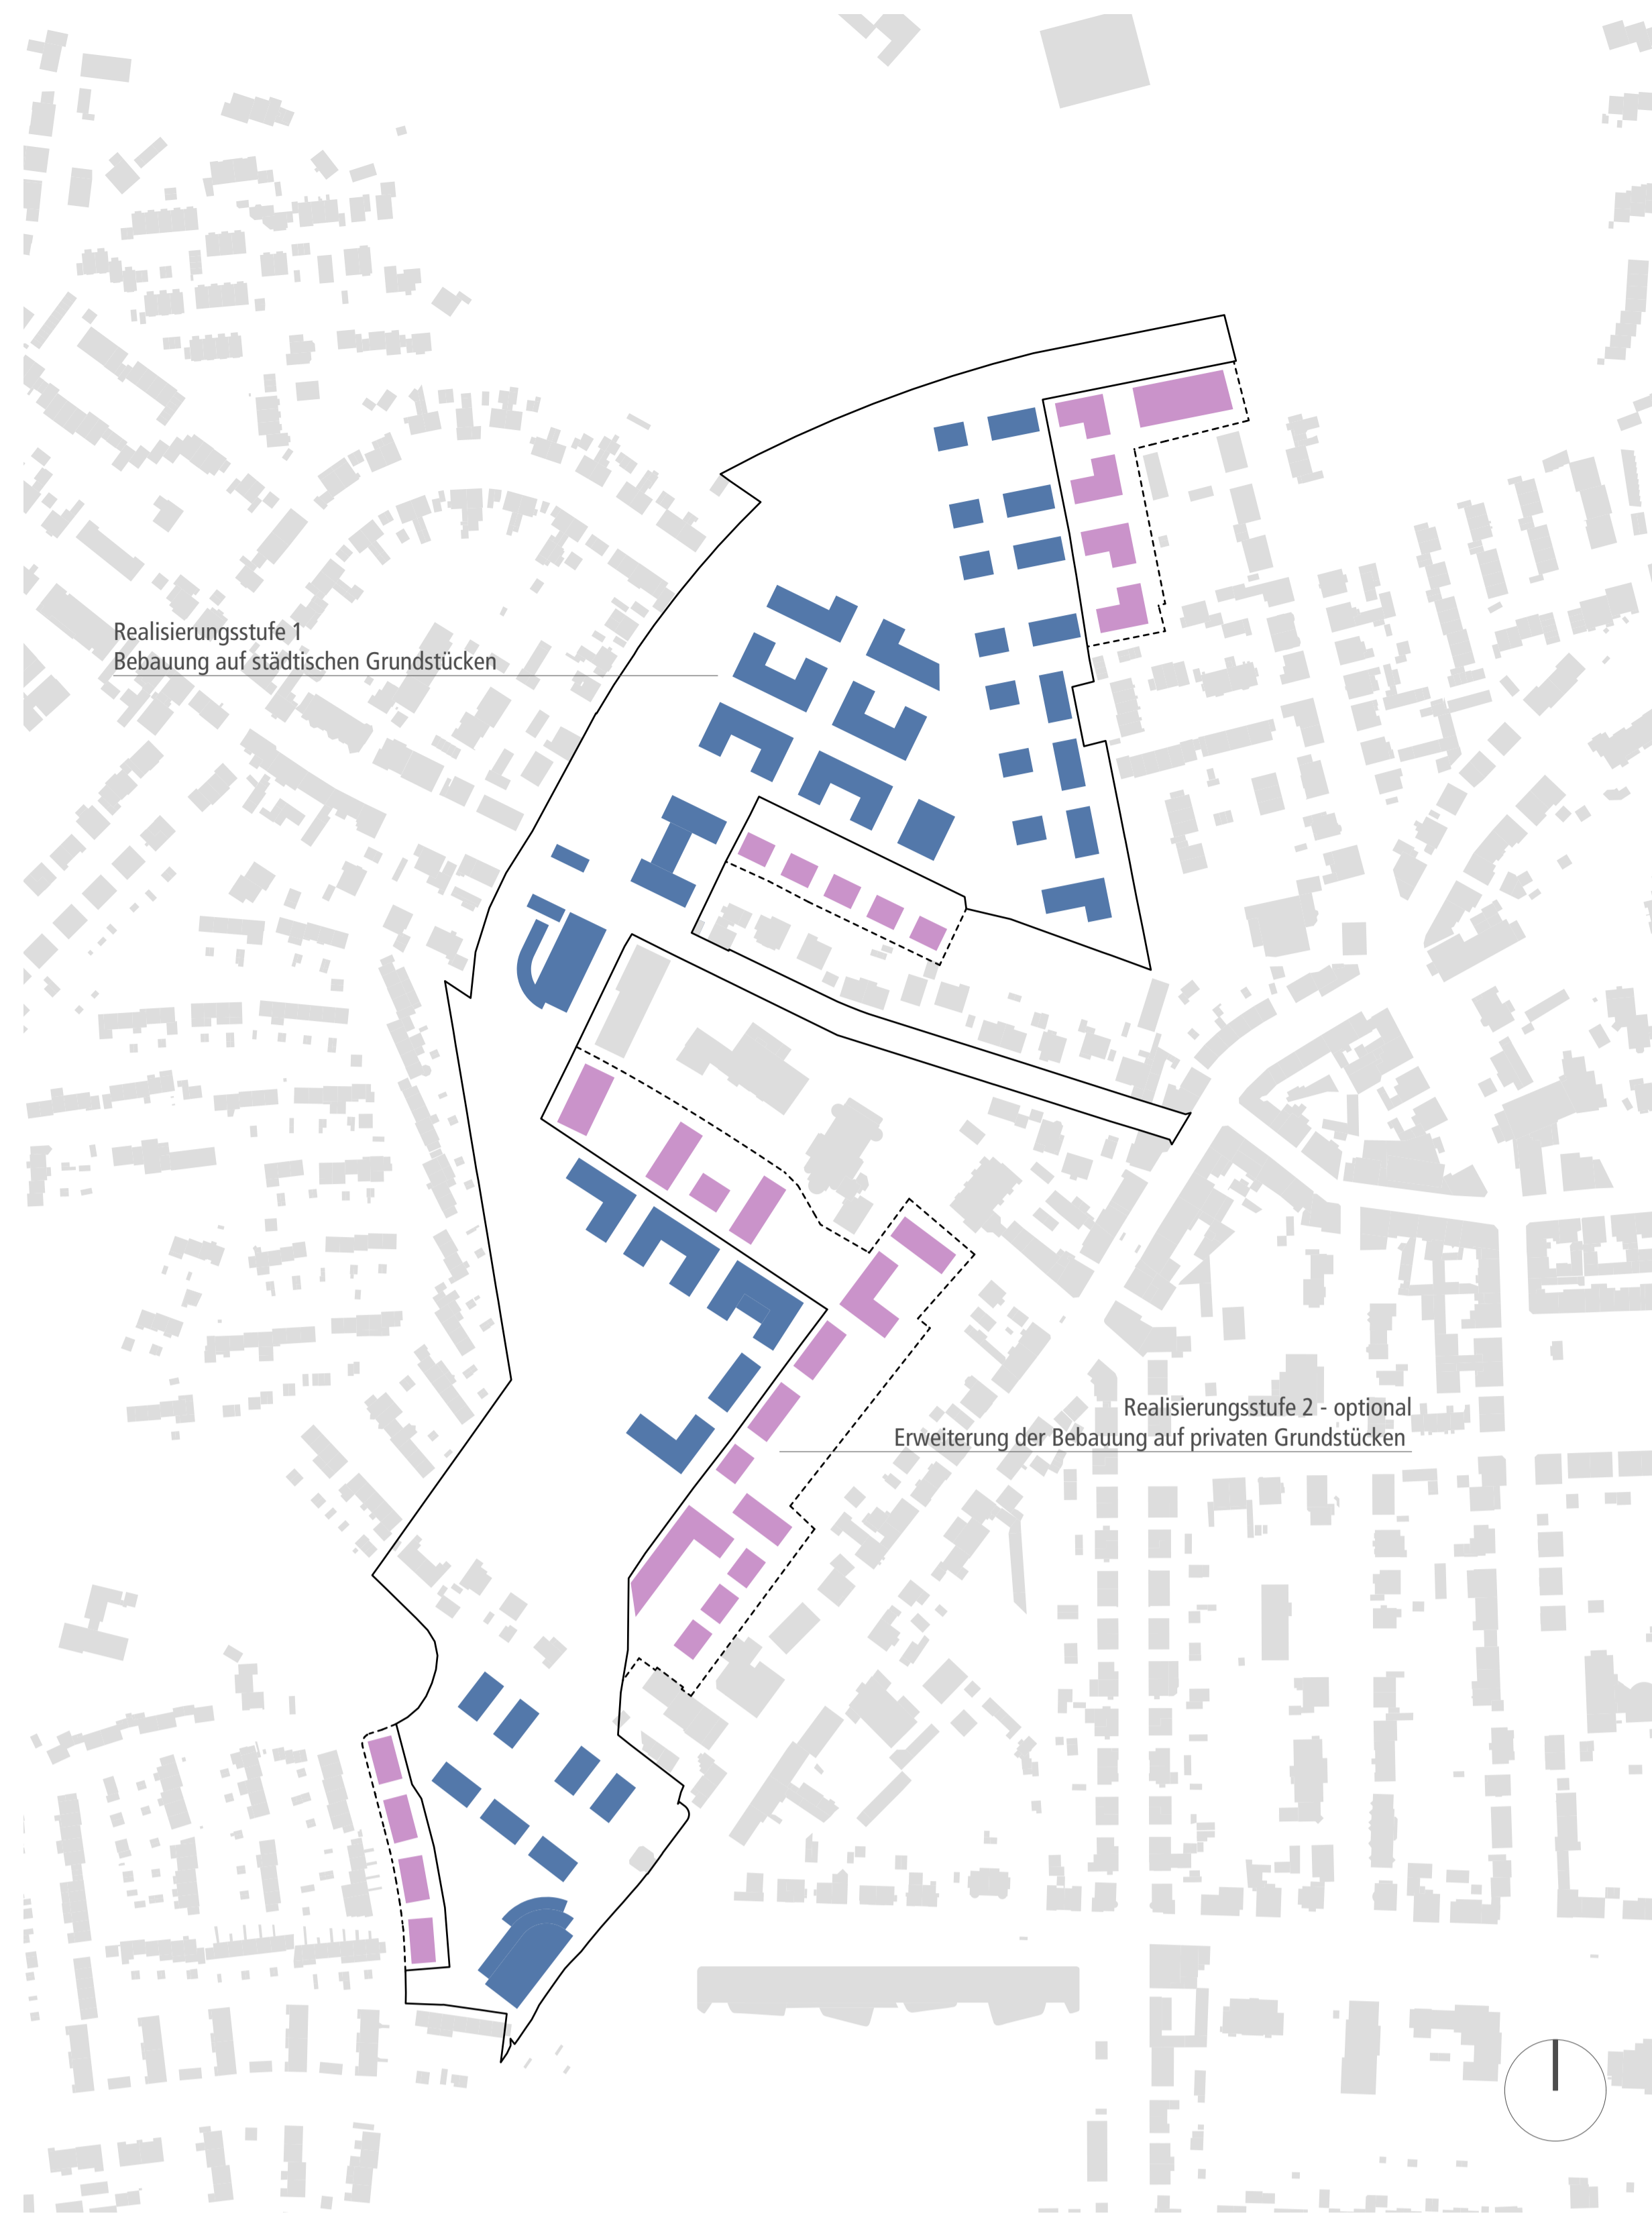 Realisierungsstufe 1
Bebauung auf städtischen Grundstücken
Realisierungsstufe 2 - optional
Erweiterung der Bebauung auf privaten Grundstücken